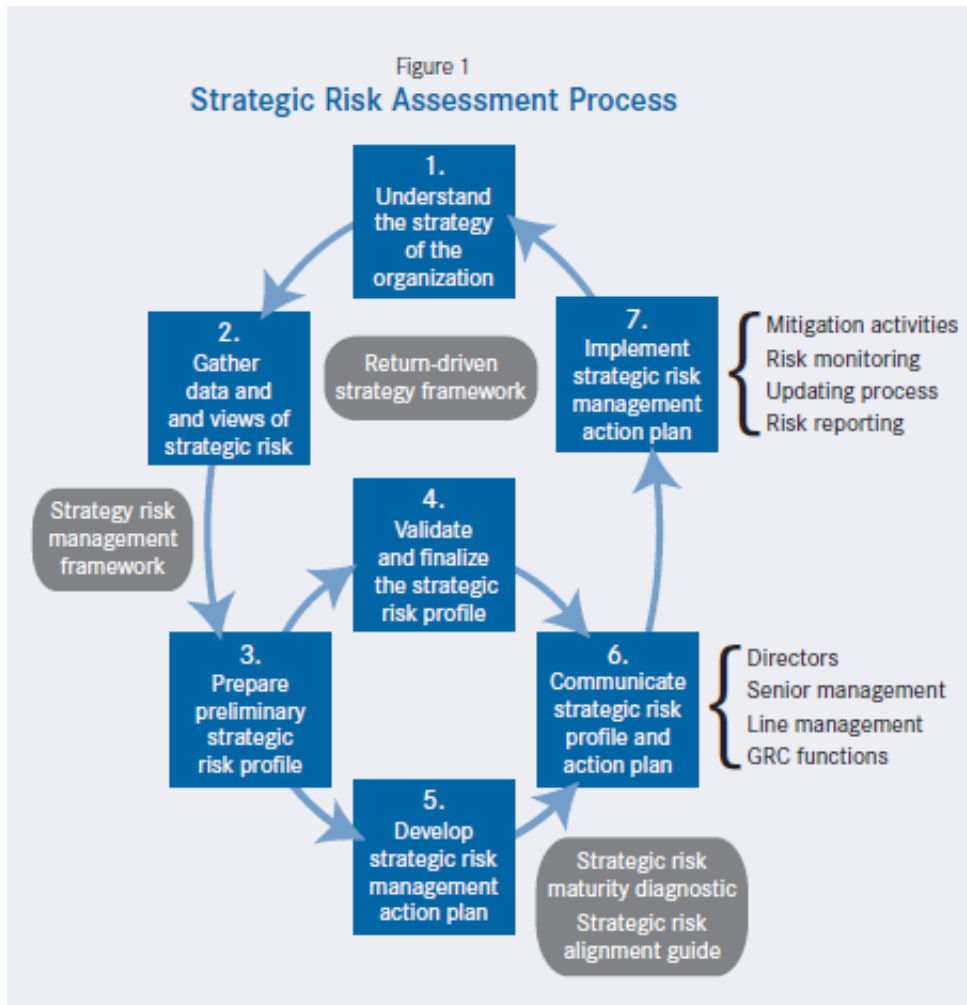 Figure 1
Strategic Risk Assessment Process
1.
Understand
the strategy
of the
organization
2.
Gather
data and
and views of
strategic risk
Return-driven
strategy framework
7.
Implement
strategic risk
management
action plan
Mitigation activities
Risk monitoring
Updating process
Risk reporting
Strategy risk
management
framework
4.
Validate
and finalize
the strategic
risk profile
3.
Prepare
preliminary
strategic
risk profile
6.
Communicate
strategic risk
profile and
action plan
Directors
Senior management
Line management
GRC functions
5.
Develop
strategic risk
management
action plan
Strategic risk
maturity diagnostic
Strategic risk
alignment guide